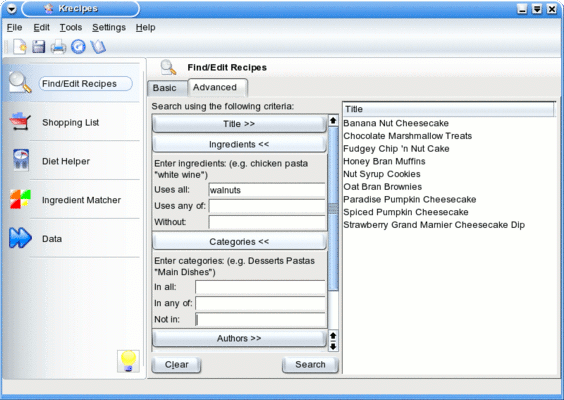 Krecipes
File Edit Tools Settings Help
Find/Edit Recipes
Shopping List
Diet Helper
Ingredient Matcher
Data
Find/Edit Recipes
Basic Advanced
Search using the following criteria:
Title >>
Ingredients <<
Enter ingredients: (e.g. chicken pasta
"white wine")
Uses all: walnuts
Uses any of:
Without:
Categories <<
Enter categories: (e.g. Desserts Pastas
"Main Dishes")
In all:
In any of:
Not in:
Authors >>
Clear Search
Title
Banana Nut Cheesecake
Chocolate Marshmallow Treats
Fudgey Chip 'n Nut Cake
Honey Bran Muffins
Nut Syrup Cookies
Oat Bran Brownies
Paradise Pumpkin Cheesecake
Spiced Pumpkin Cheesecake
Strawberry Grand Marnier Cheesecake Dip